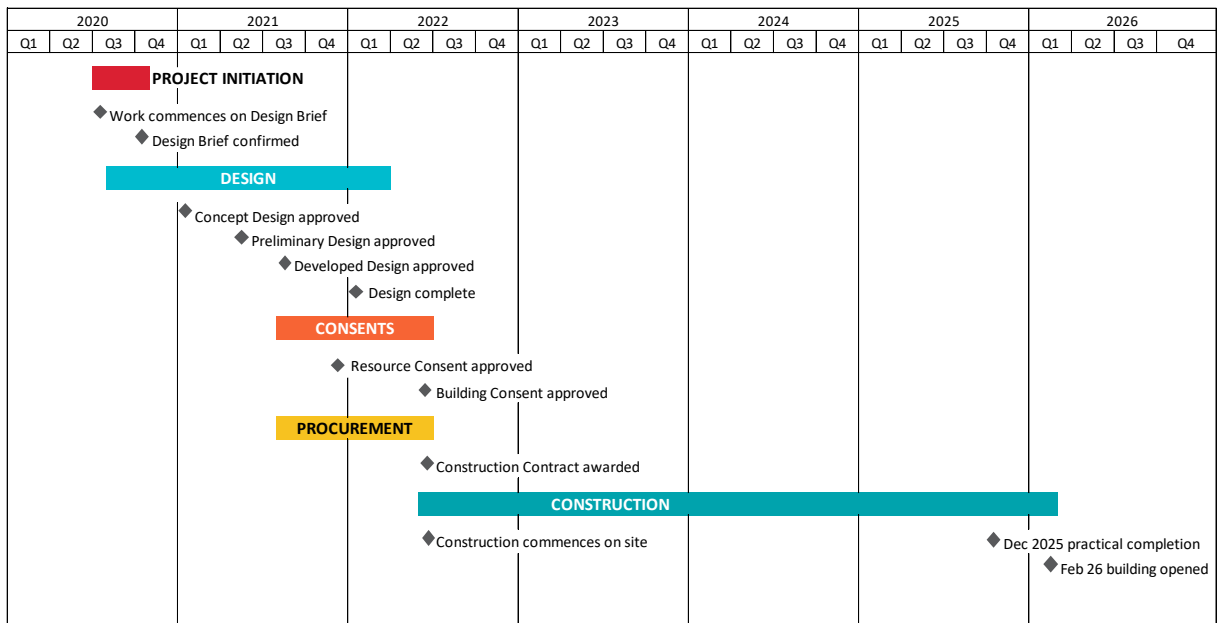 2020 2021 2022 2023 2024 2025 2026
Q1 Q2 Q3 Q4 Q1 Q2 Q3 Q4 Q1 Q2 Q3 Q4 Q1 Q2 Q3 Q4 Q1 Q2 Q3 Q4 Q1 Q2 Q3 Q4 Q1 Q2 Q3 Q4
PROJECT INITIATION
Work commences on Design Brief
Design Brief confirmed
DESIGN
Concept Design approved
Preliminary Design approved
Developed Design approved
Design complete
CONSENTS
Resource Consent approved
Building Consent approved
PROCUREMENT
Construction Contract awarded
CONSTRUCTION
Construction commences on site
Dec 2025 practical completion
Feb 26 building opened